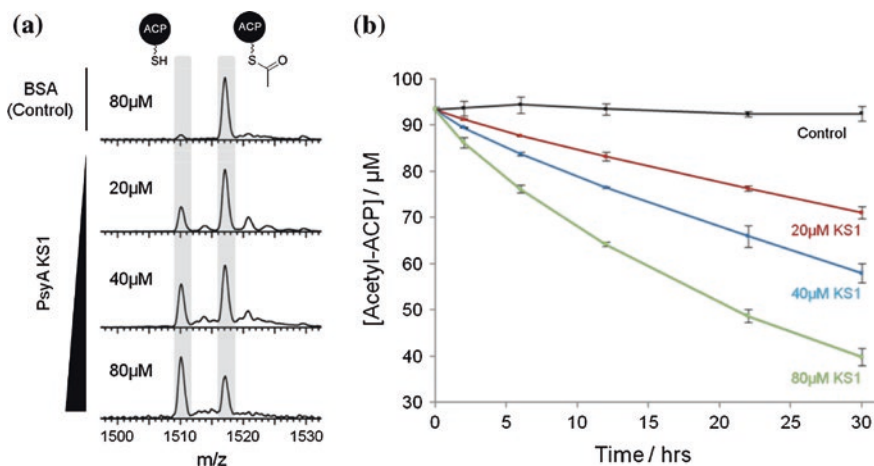 (a)
ACP
SH
ACP
S
O
BSA
(Control)
80µM
PsyA KS1
20µM
40µM
80µM
1500 1510 1520 1530
m/z
(b)
[Acetyl-ACP] / µM
100
90
80
70
60
50
40
30
Control
20µM KS1
40µM KS1
80µM KS1
0 5 10 15 20 25 30
Time / hrs